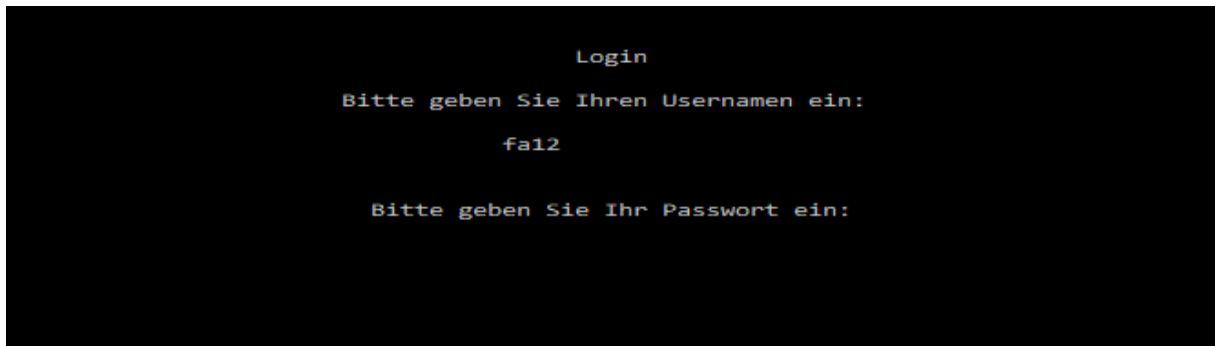 Login
Bitte geben Sie Ihren Usernamen ein:
fa12
Bitte geben Sie Ihr Passwort ein: